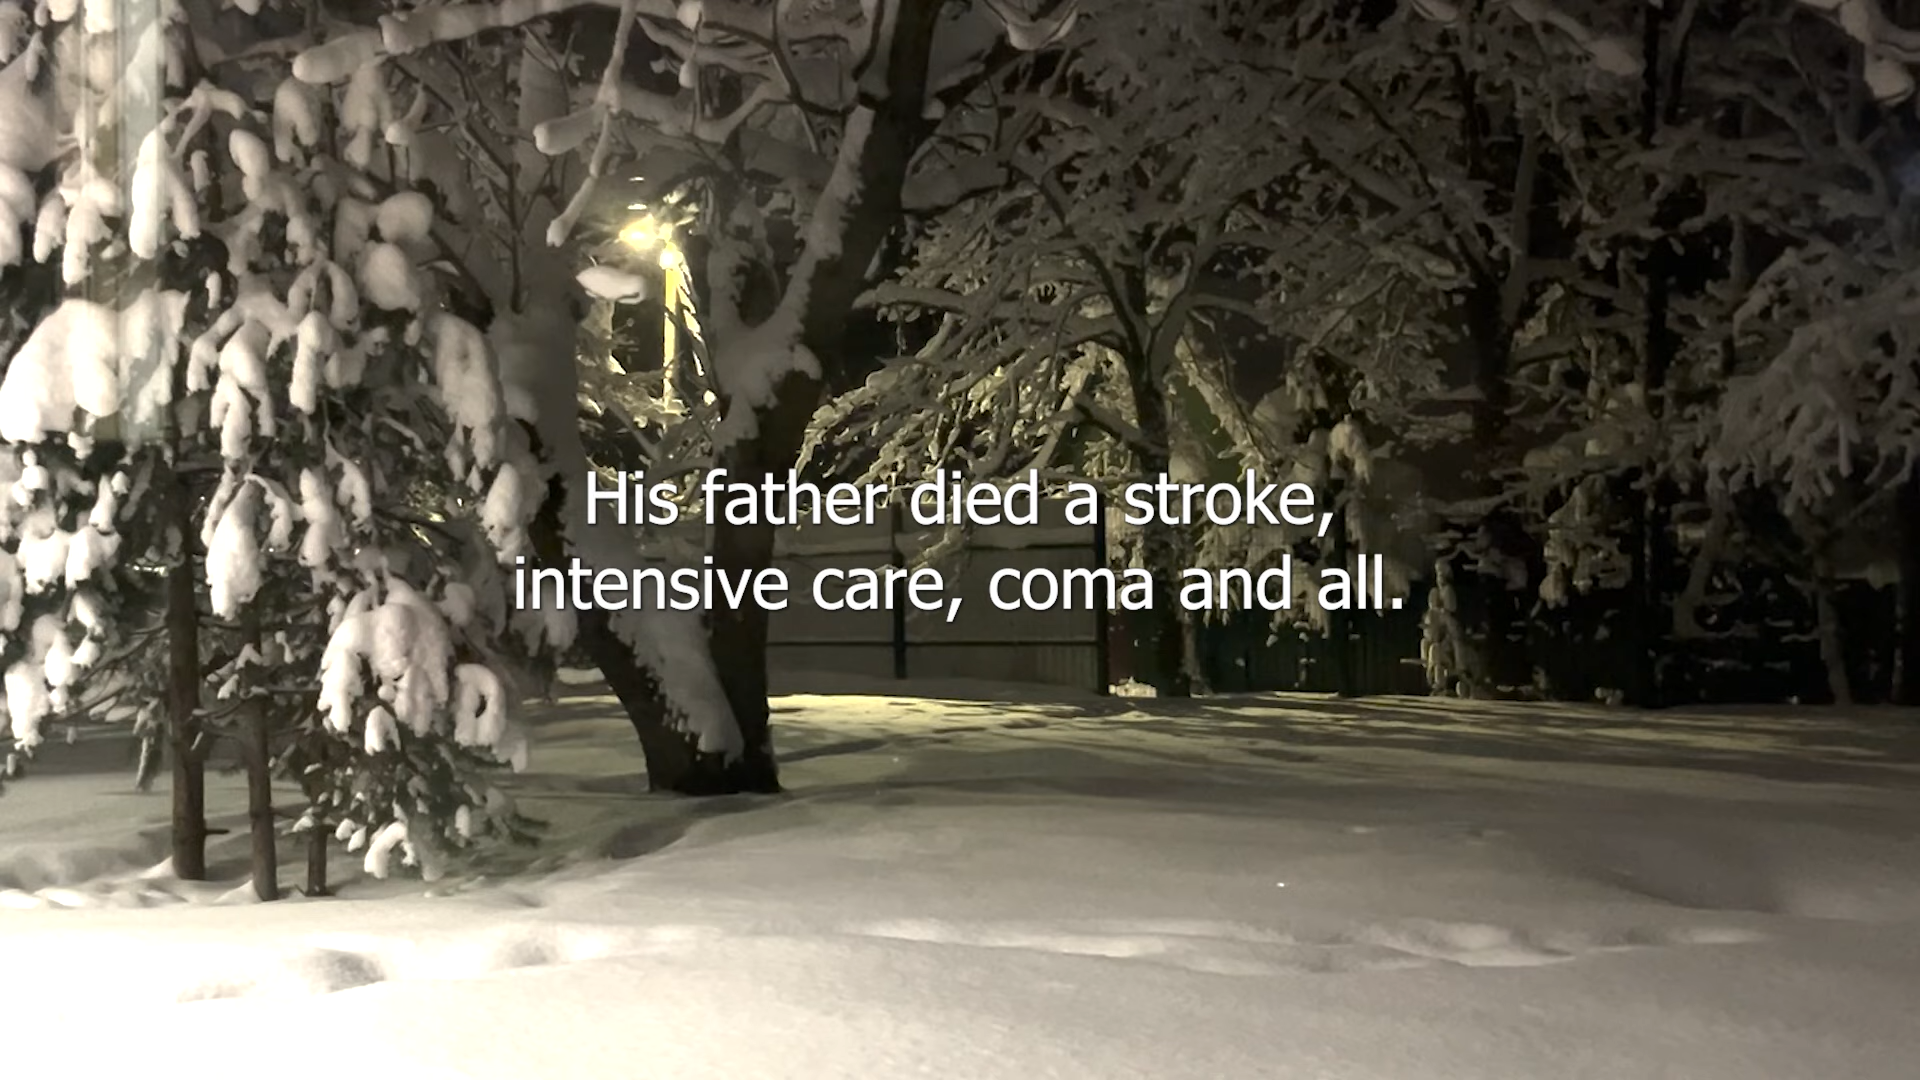 His father died a stroke,
intensive care, coma and all.